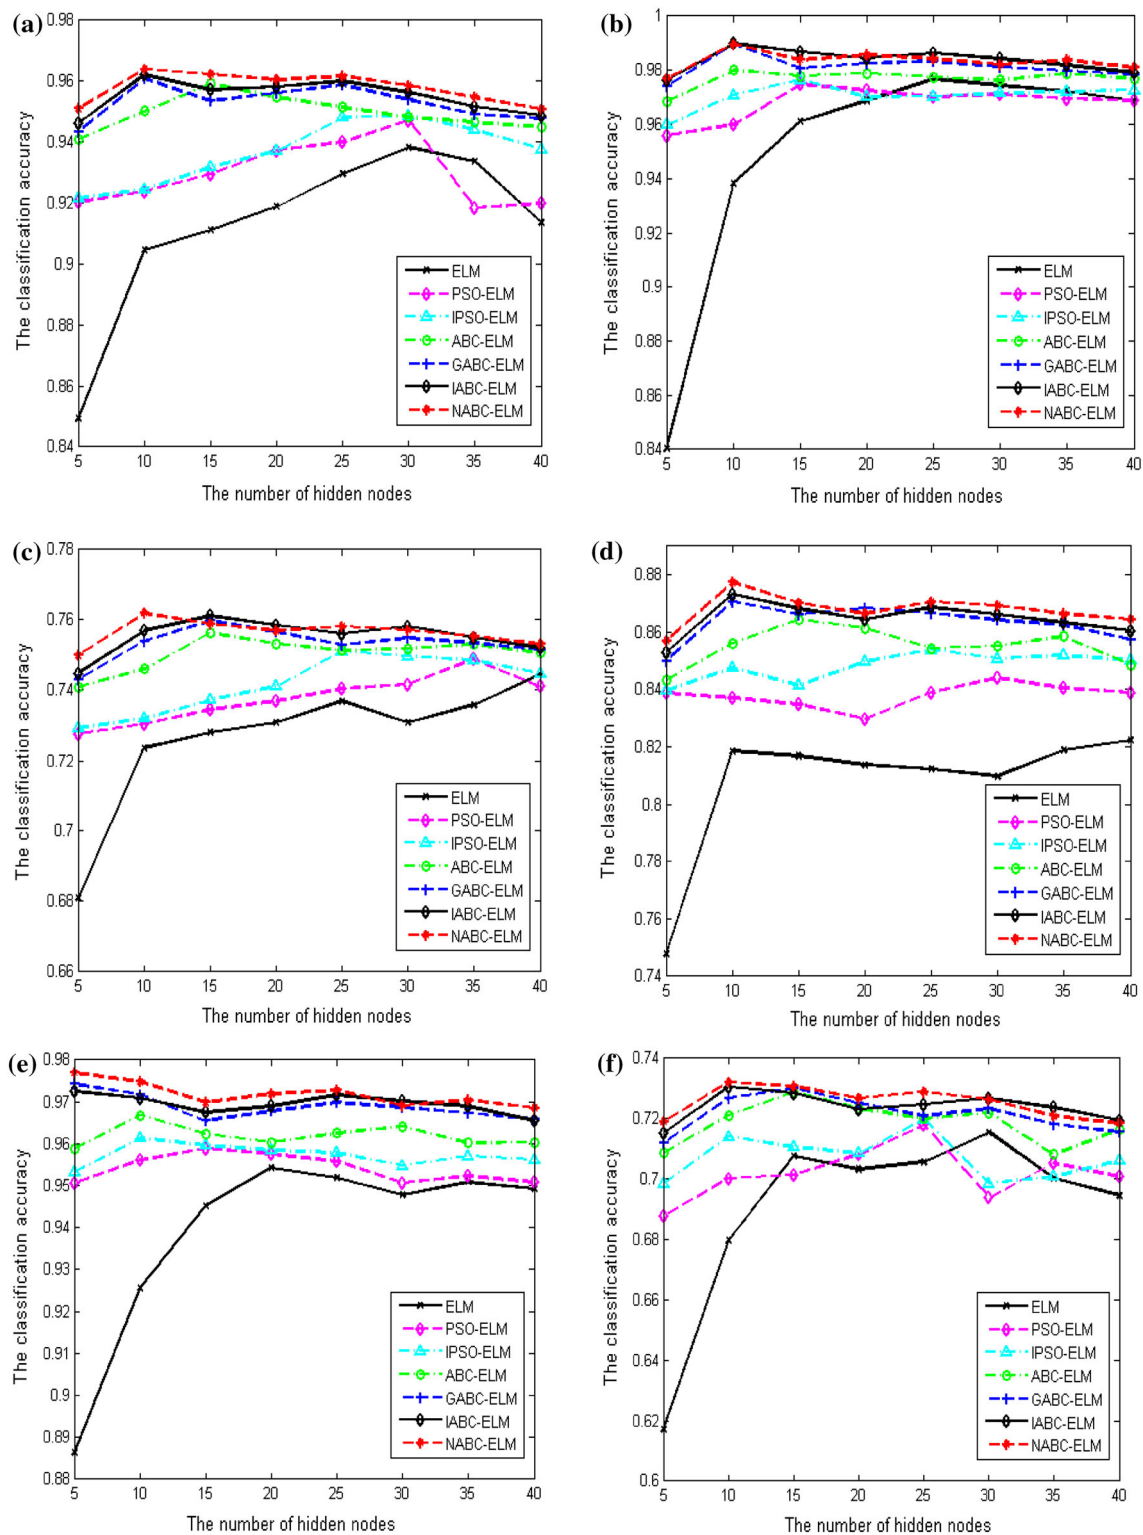 (a)
0.98
0.96
0.94
0.92
0.9
0.88
0.86
0.84
The classification accuracy
5 10 15 20 25 30 35 40
The number of hidden nodes
ELM
PSO-ELM
IPSO-ELM
ABC-ELM
GABC-ELM
IABC-ELM
NABC-ELM
(b)
1
0.98
0.96
0.94
0.92
0.9
0.88
0.86
0.84
The classification accuracy
5 10 15 20 25 30 35 40
The number of hidden nodes
ELM
PSO-ELM
IPSO-ELM
ABC-ELM
GABC-ELM
IABC-ELM
NABC-ELM
(c)
0.78
0.76
0.74
0.72
0.7
0.68
0.66
The classification accuracy
5 10 15 20 25 30 35 40
The number of hidden nodes
ELM
PSO-ELM
IPSO-ELM
ABC-ELM
GABC-ELM
IABC-ELM
NABC-ELM
(d)
0.88
0.86
0.84
0.82
0.8
0.78
0.76
0.74
The classification accuracy
5 10 15 20 25 30 35 40
The number of hidden nodes
ELM
PSO-ELM
IPSO-ELM
ABC-ELM
GABC-ELM
IABC-ELM
NABC-ELM
(e)
0.98
0.97
0.96
0.95
0.94
0.93
0.92
0.91
0.9
0.89
0.88
The classification accuracy
5 10 15 20 25 30 35 40
The number of hidden nodes
ELM
PSO-ELM
IPSO-ELM
ABC-ELM
GABC-ELM
IABC-ELM
NABC-ELM
(f)
0.74
0.72
0.7
0.68
0.66
0.64
0.62
0.6
The classification accuracy
5 10 15 20 25 30 35 40
The number of hidden nodes
ELM
PSO-ELM
IPSO-ELM
ABC-ELM
GABC-ELM
IABC-ELM
NABC-ELM